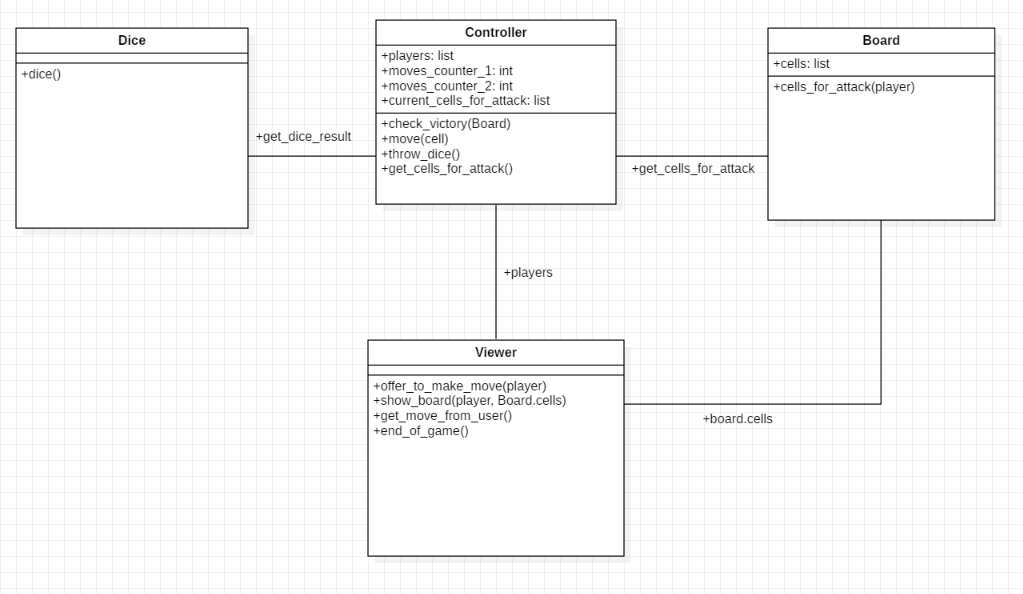 Dice
+dice()
+get_dice_result
Controller
+players: list
+moves_counter_1: int
+moves_counter_2: int
+current_cells_for_attack: list
+check_victory(Board)
+move(cell)
+throw_dice()
+get_cells_for_attack()
+get_cells_for_attack
Board
+cells: list
+cells_for_attack(player)
+players
Viewer
+offer_to_make_move(player)
+show_board(player, Board.cells)
+get_move_from_user()
+end_of_game()
+board.cells